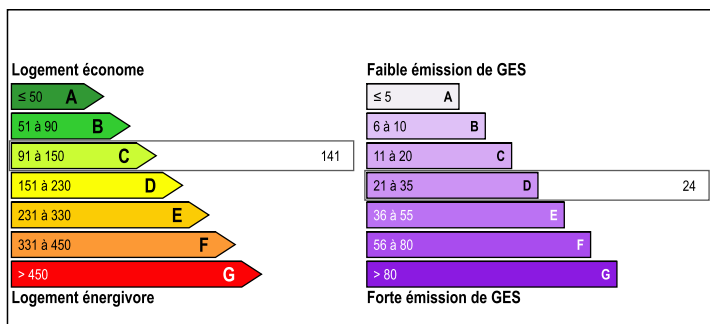 Logement économe
≤ 50 A
51 à 90 B
91 à 150 C 141
151 à 230 D
231 à 330 E
331 à 450 F
> 450 G
Logement énergivore
Faible émission de GES
≤ 5 A
6 à 10 B
11 à 20 C
21 à 35 D 24
36 à 55 E
56 à 80 F
> 80 G
Forte émission de GES